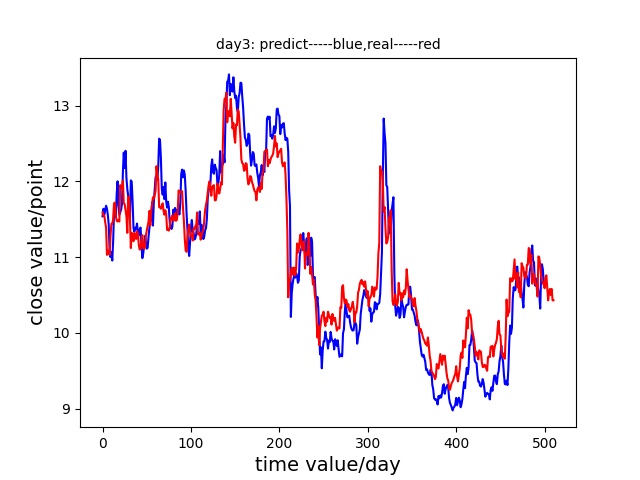 day3: predict-----blue,real-----red
13
12
11
10
9
close value/point
0 100 200 300 400 500
time value/day